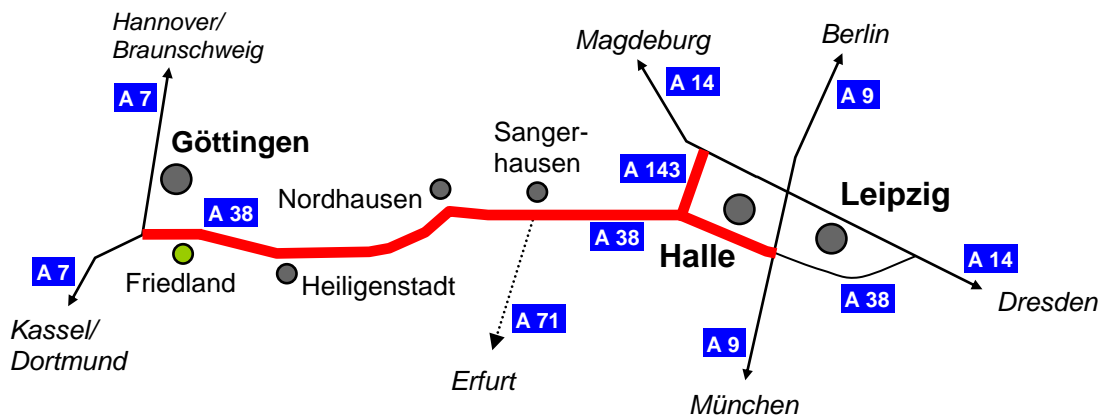 Hannover/
Braunschweig
A 7
Göttingen
A 38
Friedland
A 7
Kassel/
Dortmund
Nordhausen
Heiligenstadt
Sanger-
hausen
A 71
Erfurt
A 38
Magdeburg
A 14
A 143
Halle
Berlin
A 9
Leipzig
A 14
Dresden
A 38
A 9
München